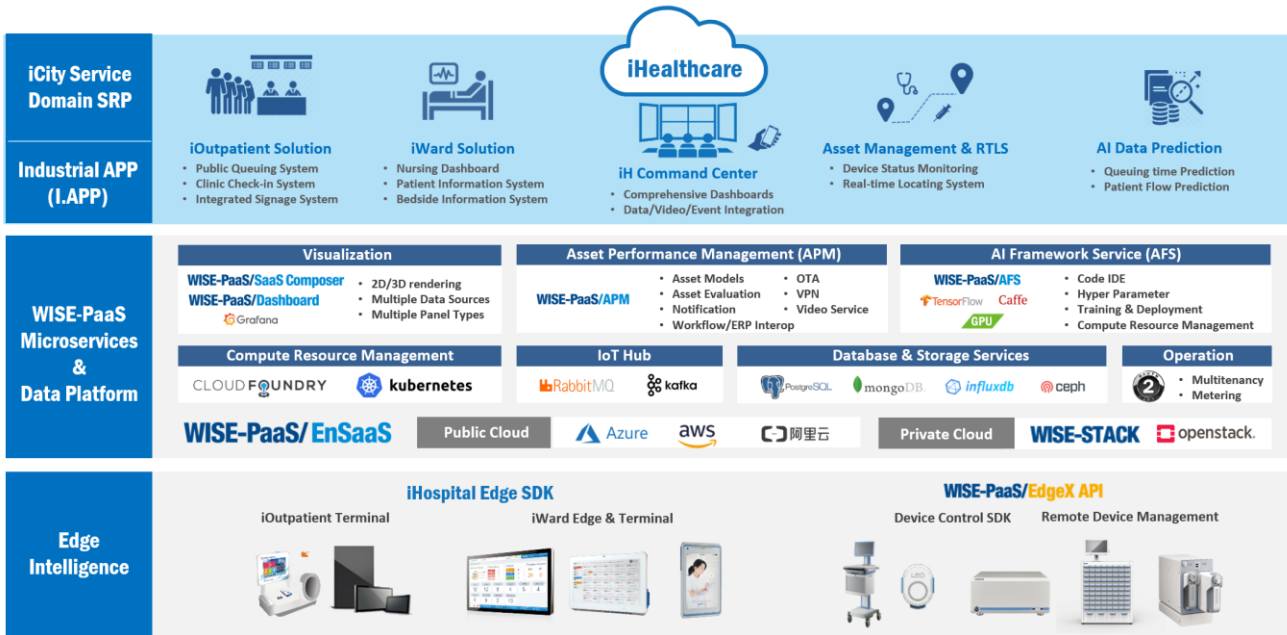 iCity Service
Domain SRP
Industrial APP
(I.APP)
iHealthcare
iOutpatient Solution
• Public Queuing System
• Clinic Check-in System
• Integrated Signage System
iWard Solution
• Nursing Dashboard
• Patient Information System
• Bedside Information System
iH Command Center
• Comprehensive Dashboards
• Data/Video/Event Integration
Asset Management & RTLS
• Device Status Monitoring
• Real-time Locating System
AI Data Prediction
• Queuing time Prediction
• Patient Flow Prediction
WISE-PaaS
Microservices
&
Data Platform
Visualization
WISE-PaaS/SaaS Composer
WISE-PaaS/Dashboard
Grafana
• 2D/3D rendering
• Multiple Data Sources
• Multiple Panel Types
Asset Performance Management (APM)
WISE-PaaS/APM
• Asset Models
• Asset Evaluation
• Notification
• Workflow/ERP Interop
• OTA
• VPN
• Video Service
AI Framework Service (AFS)
WISE-PaaS/AFS
TensorFlow
Caffe
GPU
• Code IDE
• Hyper Parameter
• Training & Deployment
• Compute Resource Management
Compute Resource Management
CLOUD FOUNDRY
kubernetes
IoT Hub
RabbitMQ
kafka
Database & Storage Services
PostgreSQL
mongoDB
influxdb
ceph
Operation
2
• Multitenancy
• Metering
WISE-PaaS/EnSaaS
Public Cloud
Azure
aws
阿里云
Private Cloud
WISE-STACK
openstack.
Edge
Intelligence
iHospital Edge SDK
iOutpatient Terminal
iWard Edge & Terminal
WISE-PaaS/EdgeX API
Device Control SDK
Remote Device Management